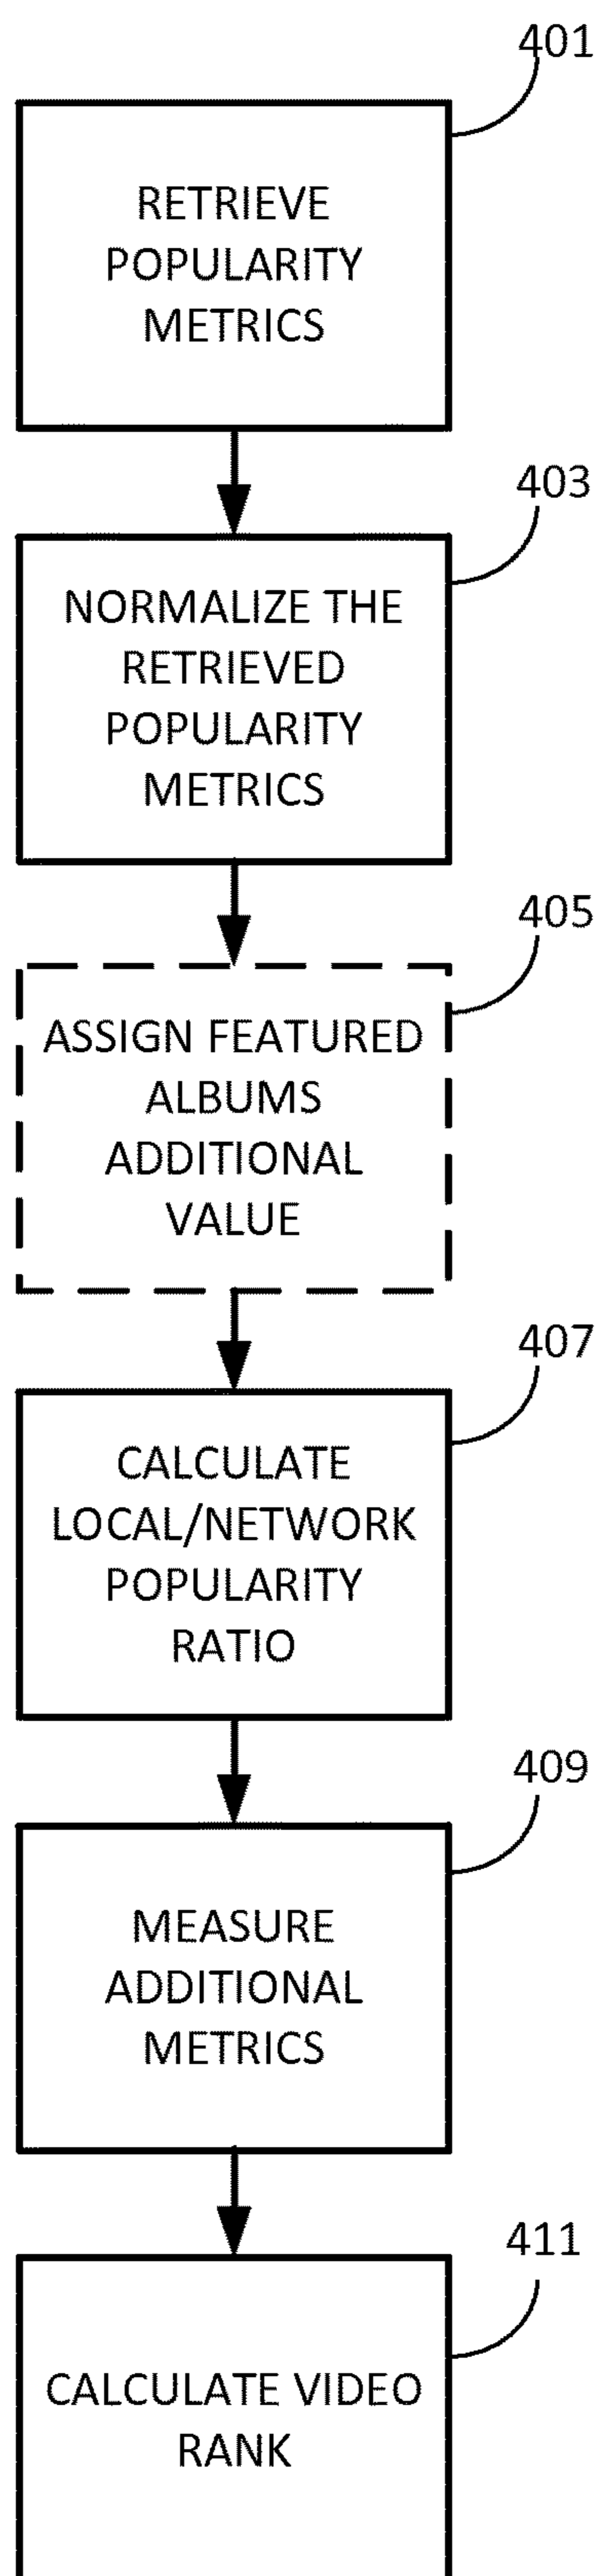 401
RETRIEVE
POPULARITY
METRICS
403
NORMALIZE THE
RETRIEVED
POPULARITY
METRICS
405
ASSIGN FEATURED
ALBUMS
ADDITIONAL
VALUE
407
CALCULATE
LOCAL/NETWORK
POPULARITY
RATIO
409
MEASURE
ADDITIONAL
METRICS
411
CALCULATE VIDEO
RANK